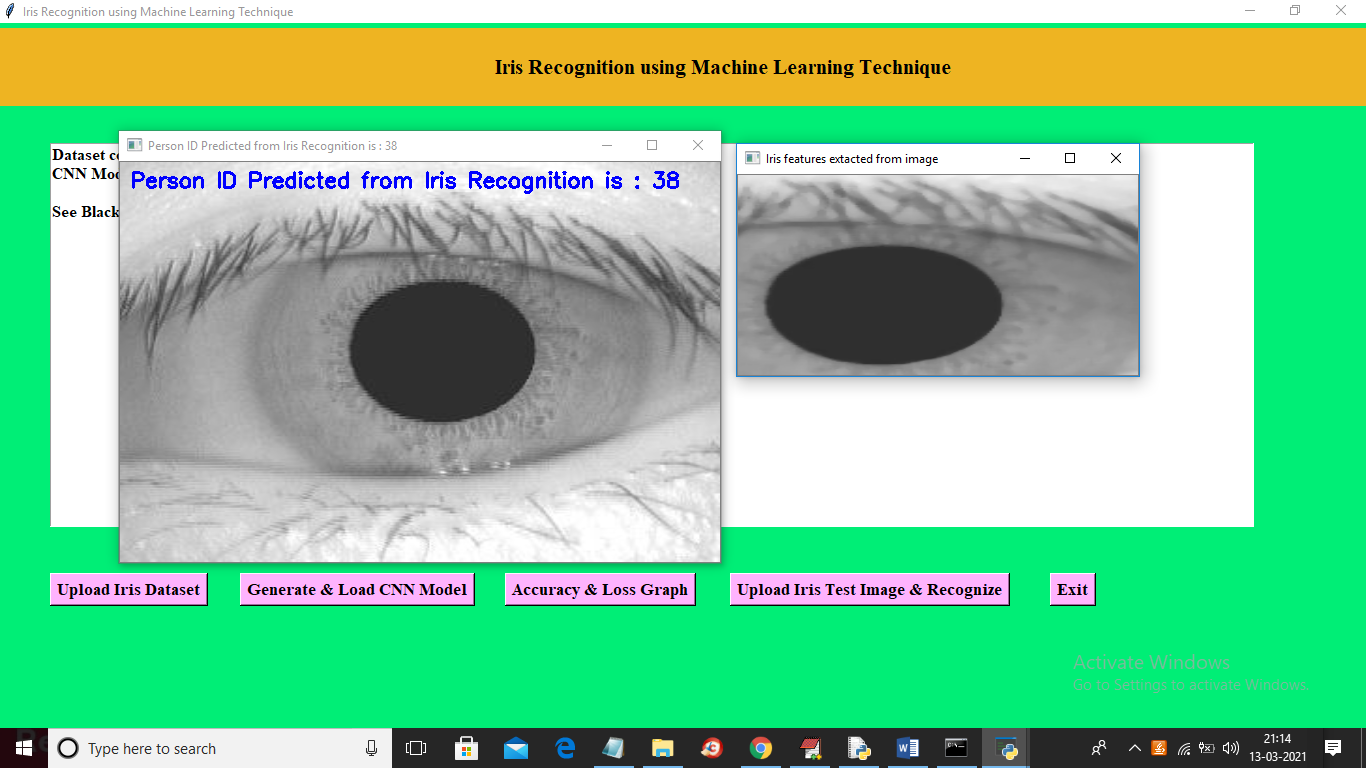 Iris Recognition using Machine Learning Technique
Iris Recognition using Machine Learning Technique
Dataset
CNN
See Black
Person ID Predicted from Iris Recognition is : 38
Person ID Predicted from Iris Recognition is : 38
Iris features extacted from image
Upload Iris Dataset
Generate & Load CNN Model
Accuracy & Loss Graph
Upload Iris Test Image & Recognize
Exit
Activate Windows
Go to Settings to activate Windows.
Type here to search
21:14
13-03-2021